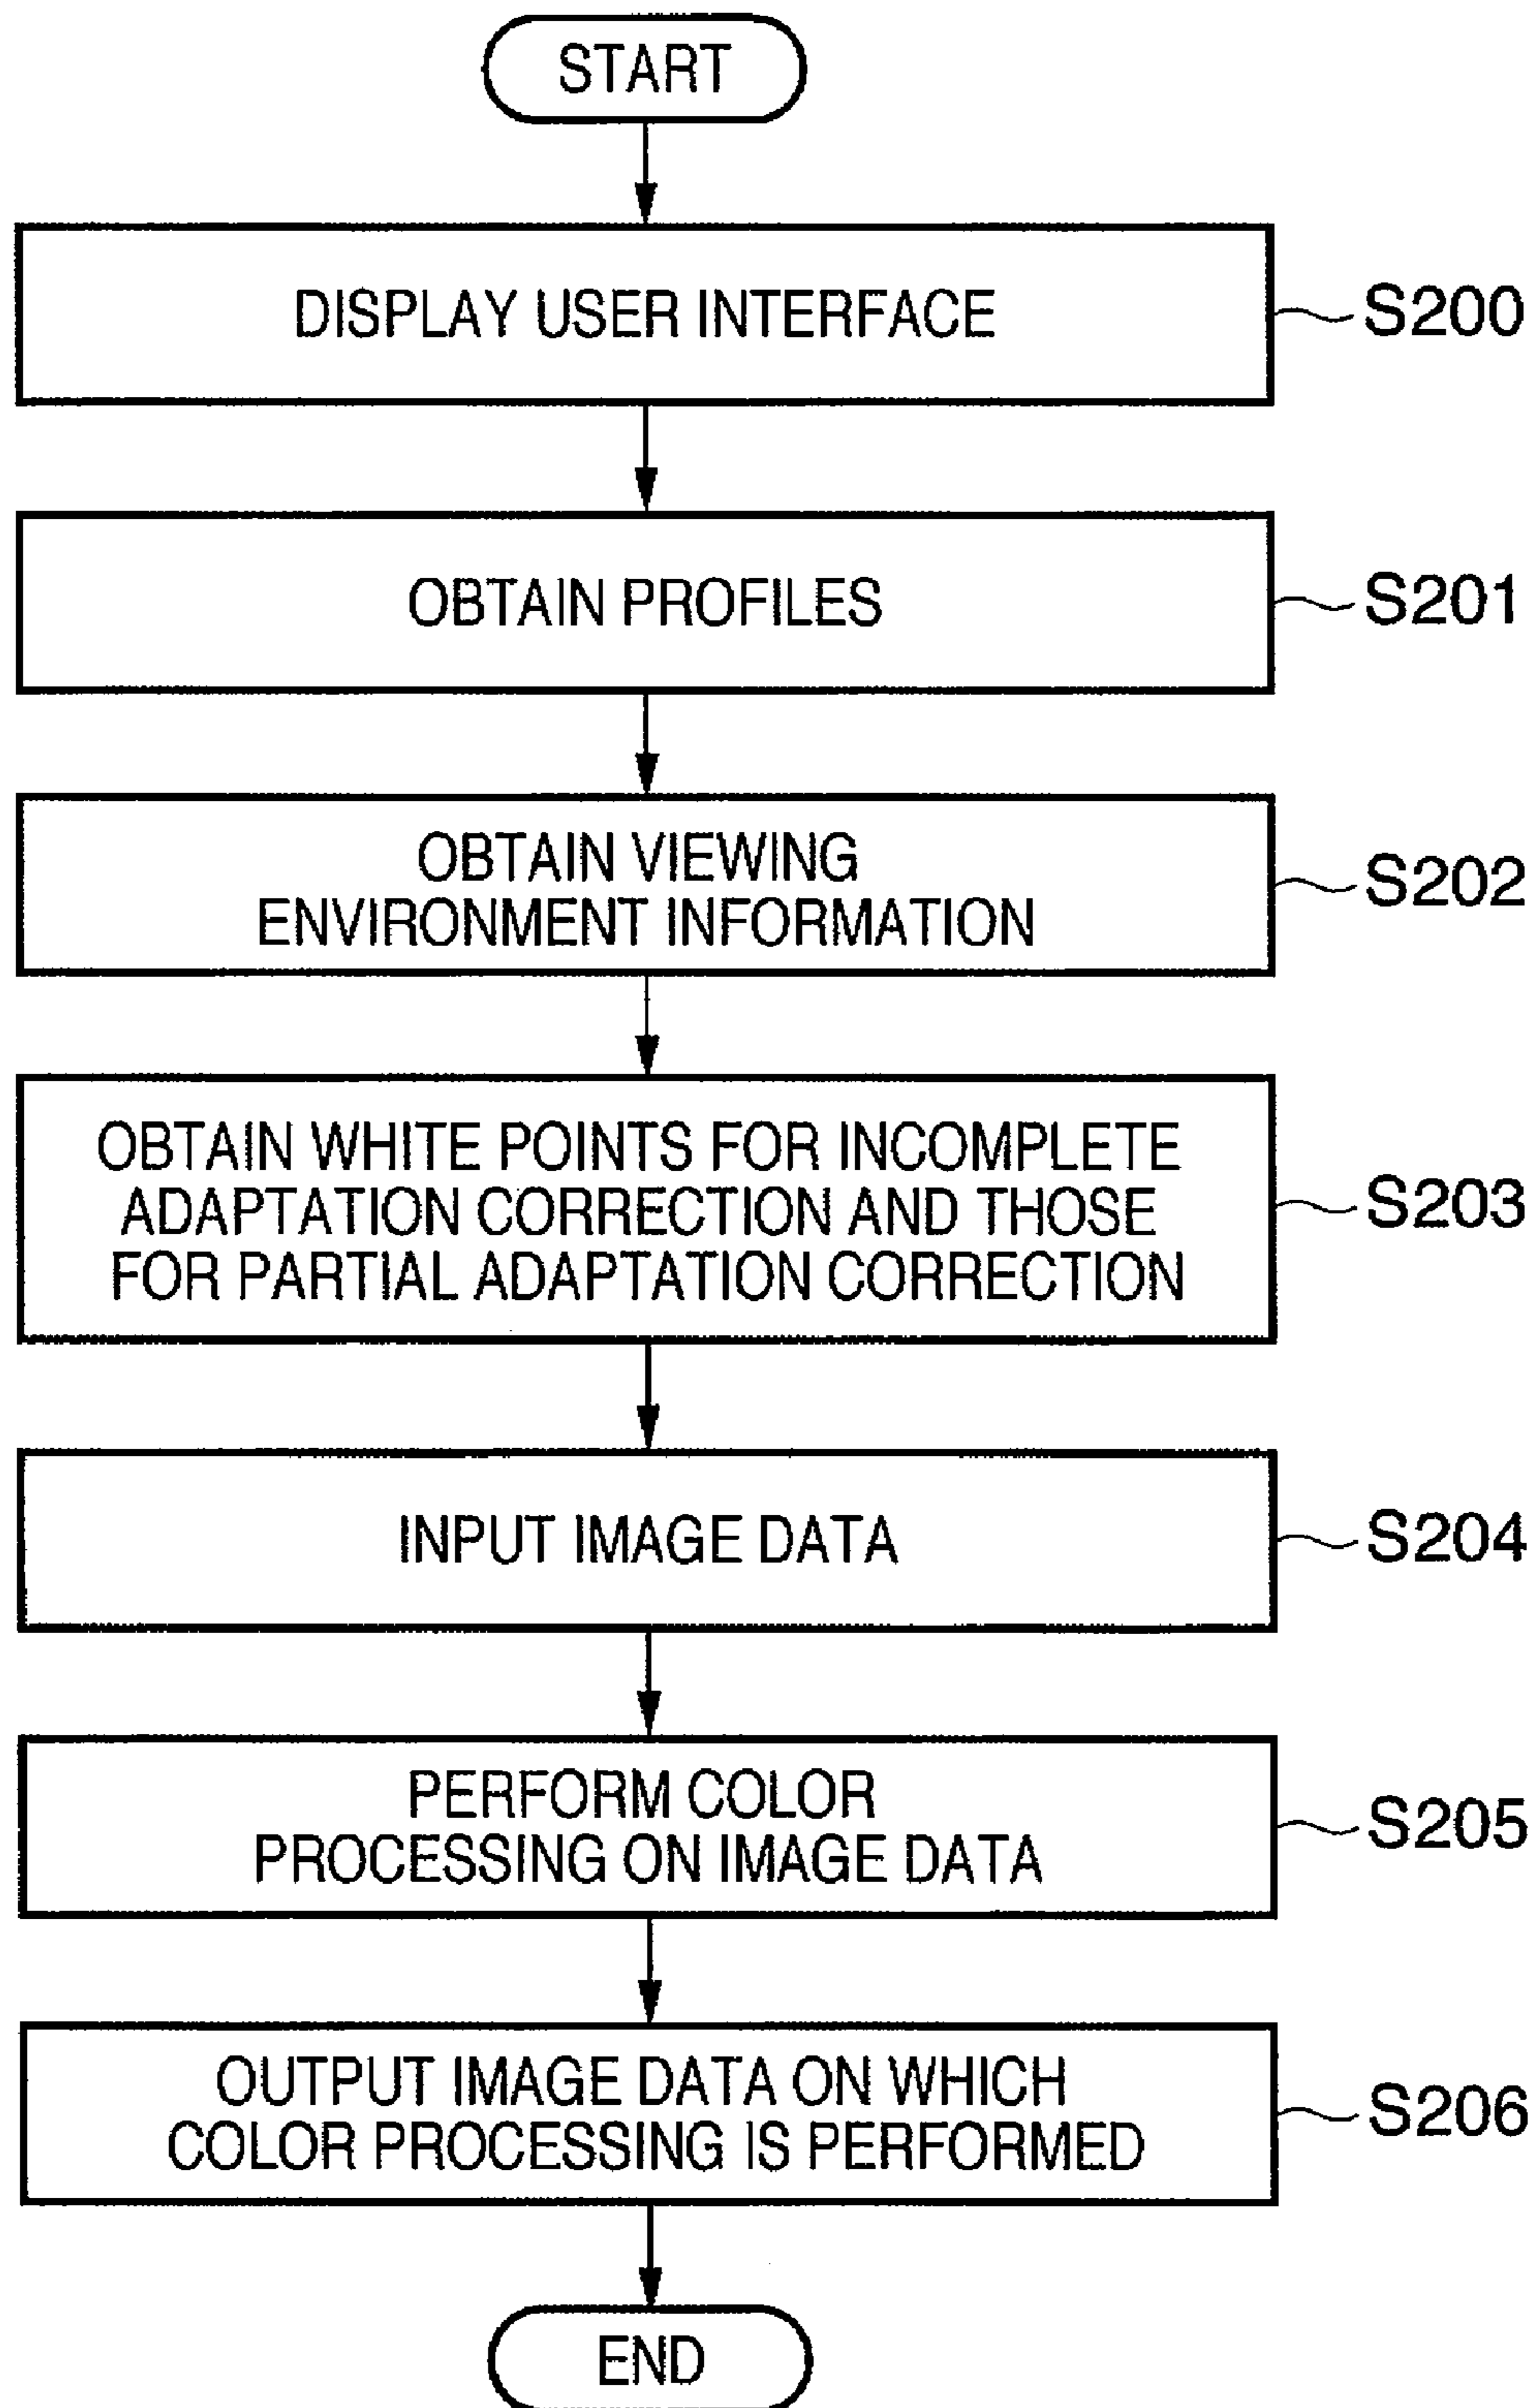 START
DISPLAY USER INTERFACE
S200
OBTAIN PROFILES
S201
OBTAIN VIEWING
ENVIRONMENT INFORMATION
S202
OBTAIN WHITE POINTS FOR INCOMPLETE
ADAPTATION CORRECTION AND THOSE
FOR PARTIAL ADAPTATION CORRECTION
S203
INPUT IMAGE DATA
S204
PERFORM COLOR
PROCESSING ON IMAGE DATA
S205
OUTPUT IMAGE DATA ON WHICH
COLOR PROCESSING IS PERFORMED
S206
END